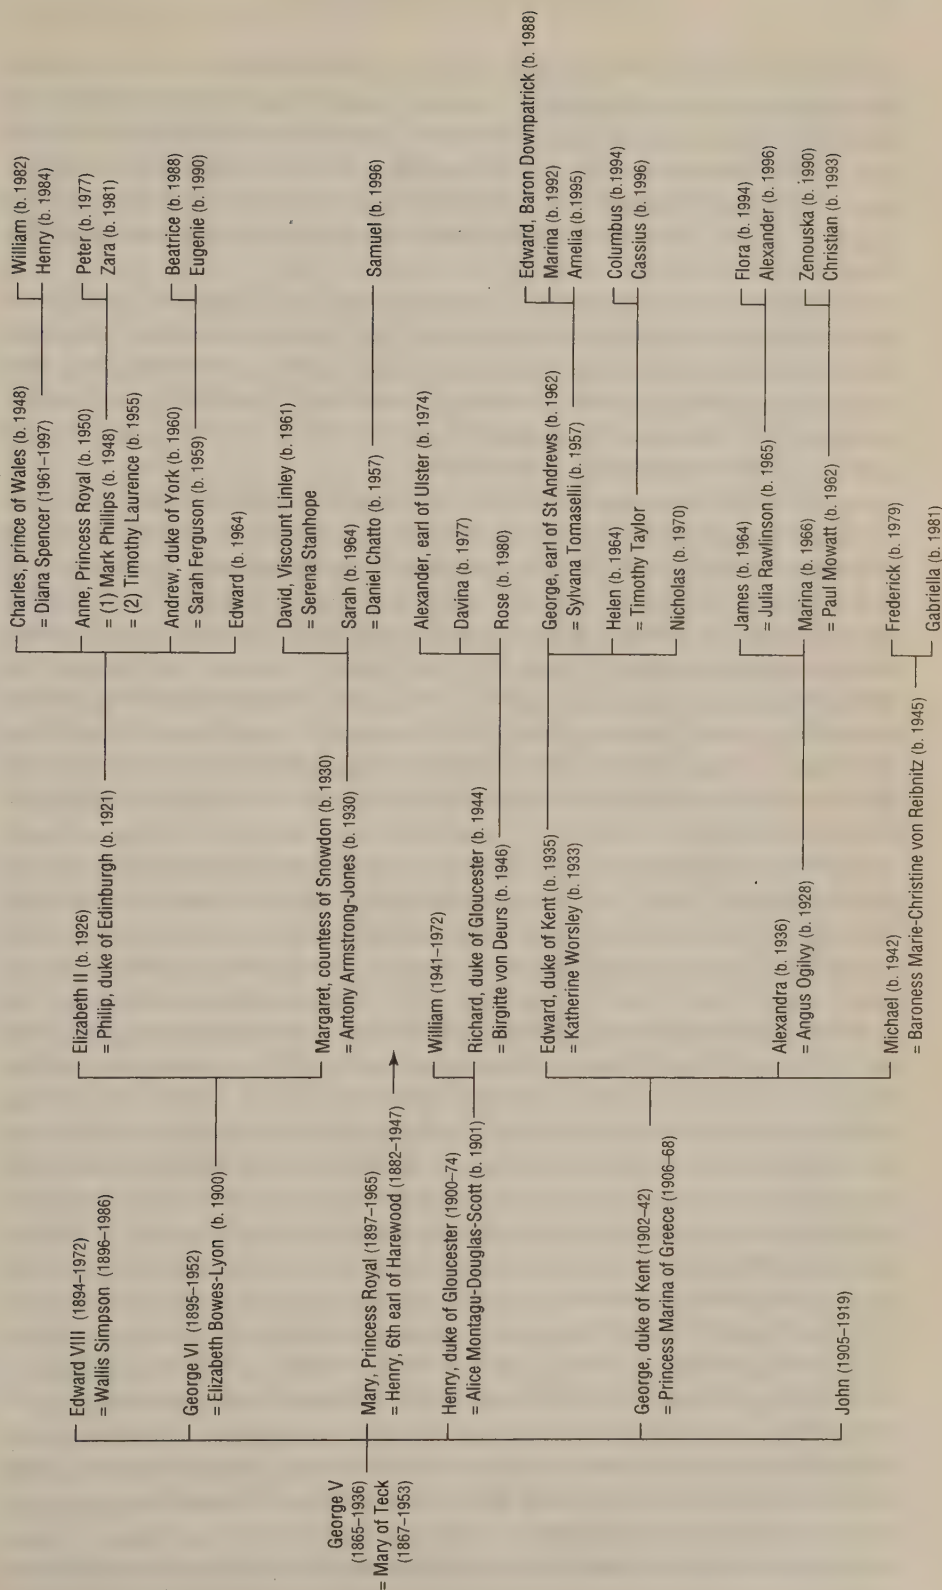 George V
(1865–1936)
= Mary of Teck
(1867–1953)
Edward VIII (1894–1972)
= Wallis Simpson (1896–1986)
George VI (1895–1952)
= Elizabeth Bowes-Lyon (b. 1900)
Mary, Princess Royal (1897–1965)
= Henry, 6th earl of Harewood (1882–1947)
Henry, duke of Gloucester (1900–74)
= Alice Montagu-Douglas-Scott (b. 1901)
George, duke of Kent (1902–42)
= Princess Marina of Greece (1906–68)
John (1905–1919)
Elizabeth II (b. 1926)
= Philip, duke of Edinburgh (b. 1921)
Margaret, countess of Snowdon (b. 1930)
= Antony Armstrong-Jones (b. 1930)
William (1941–1972)
Richard, duke of Gloucester (b. 1944)
= Birgitte von Deurs (b. 1946)
Edward, duke of Kent (b. 1935)
= Katherine Worsley (b. 1933)
Alexandra (b. 1936)
= Angus Ogilvy (b. 1928)
Michael (b. 1942)
= Baroness Marie-Christine von Reibnitz (b. 1945)
Charles, prince of Wales (b. 1948)
= Diana Spencer (1961–1997)
Anne, Princess Royal (b. 1950)
= (1) Mark Phillips (b. 1948)
= (2) Timothy Laurence (b. 1955)
Andrew, duke of York (b. 1960)
= Sarah Ferguson (b. 1959)
Edward (b. 1964)
David, Viscount Linley (b. 1961)
= Serena Stanhope
Sarah (b. 1964)
= Daniel Chatto (b. 1957)
Alexander, earl of Ulster (b. 1974)
Davina (b. 1977)
Rose (b. 1980)
George, earl of St Andrews (b. 1962)
= Sylvana Tomaselli (b. 1957)
Helen (b. 1964)
= Timothy Taylor
Nicholas (b. 1970)
James (b. 1964)
= Julia Rawlinson (b. 1965)
Marina (b. 1966)
= Paul Mowatt (b. 1962)
Frederick (b. 1979)
Gabriella (b. 1981)
William (b. 1982)
Henry (b. 1984)
Peter (b. 1977)
Zara (b. 1981)
Beatrice (b. 1988)
Eugenie (b. 1990)
Samuel (b. 1996)
Edward, Baron Downpatrick (b. 1988)
Marina (b. 1992)
Amelia (b.1995)
Columbus (b.1994)
Cassius (b. 1996)
Flora (b. 1994)
Alexander (b. 1996)
Zenouska (b. 1990)
Christian (b. 1993)